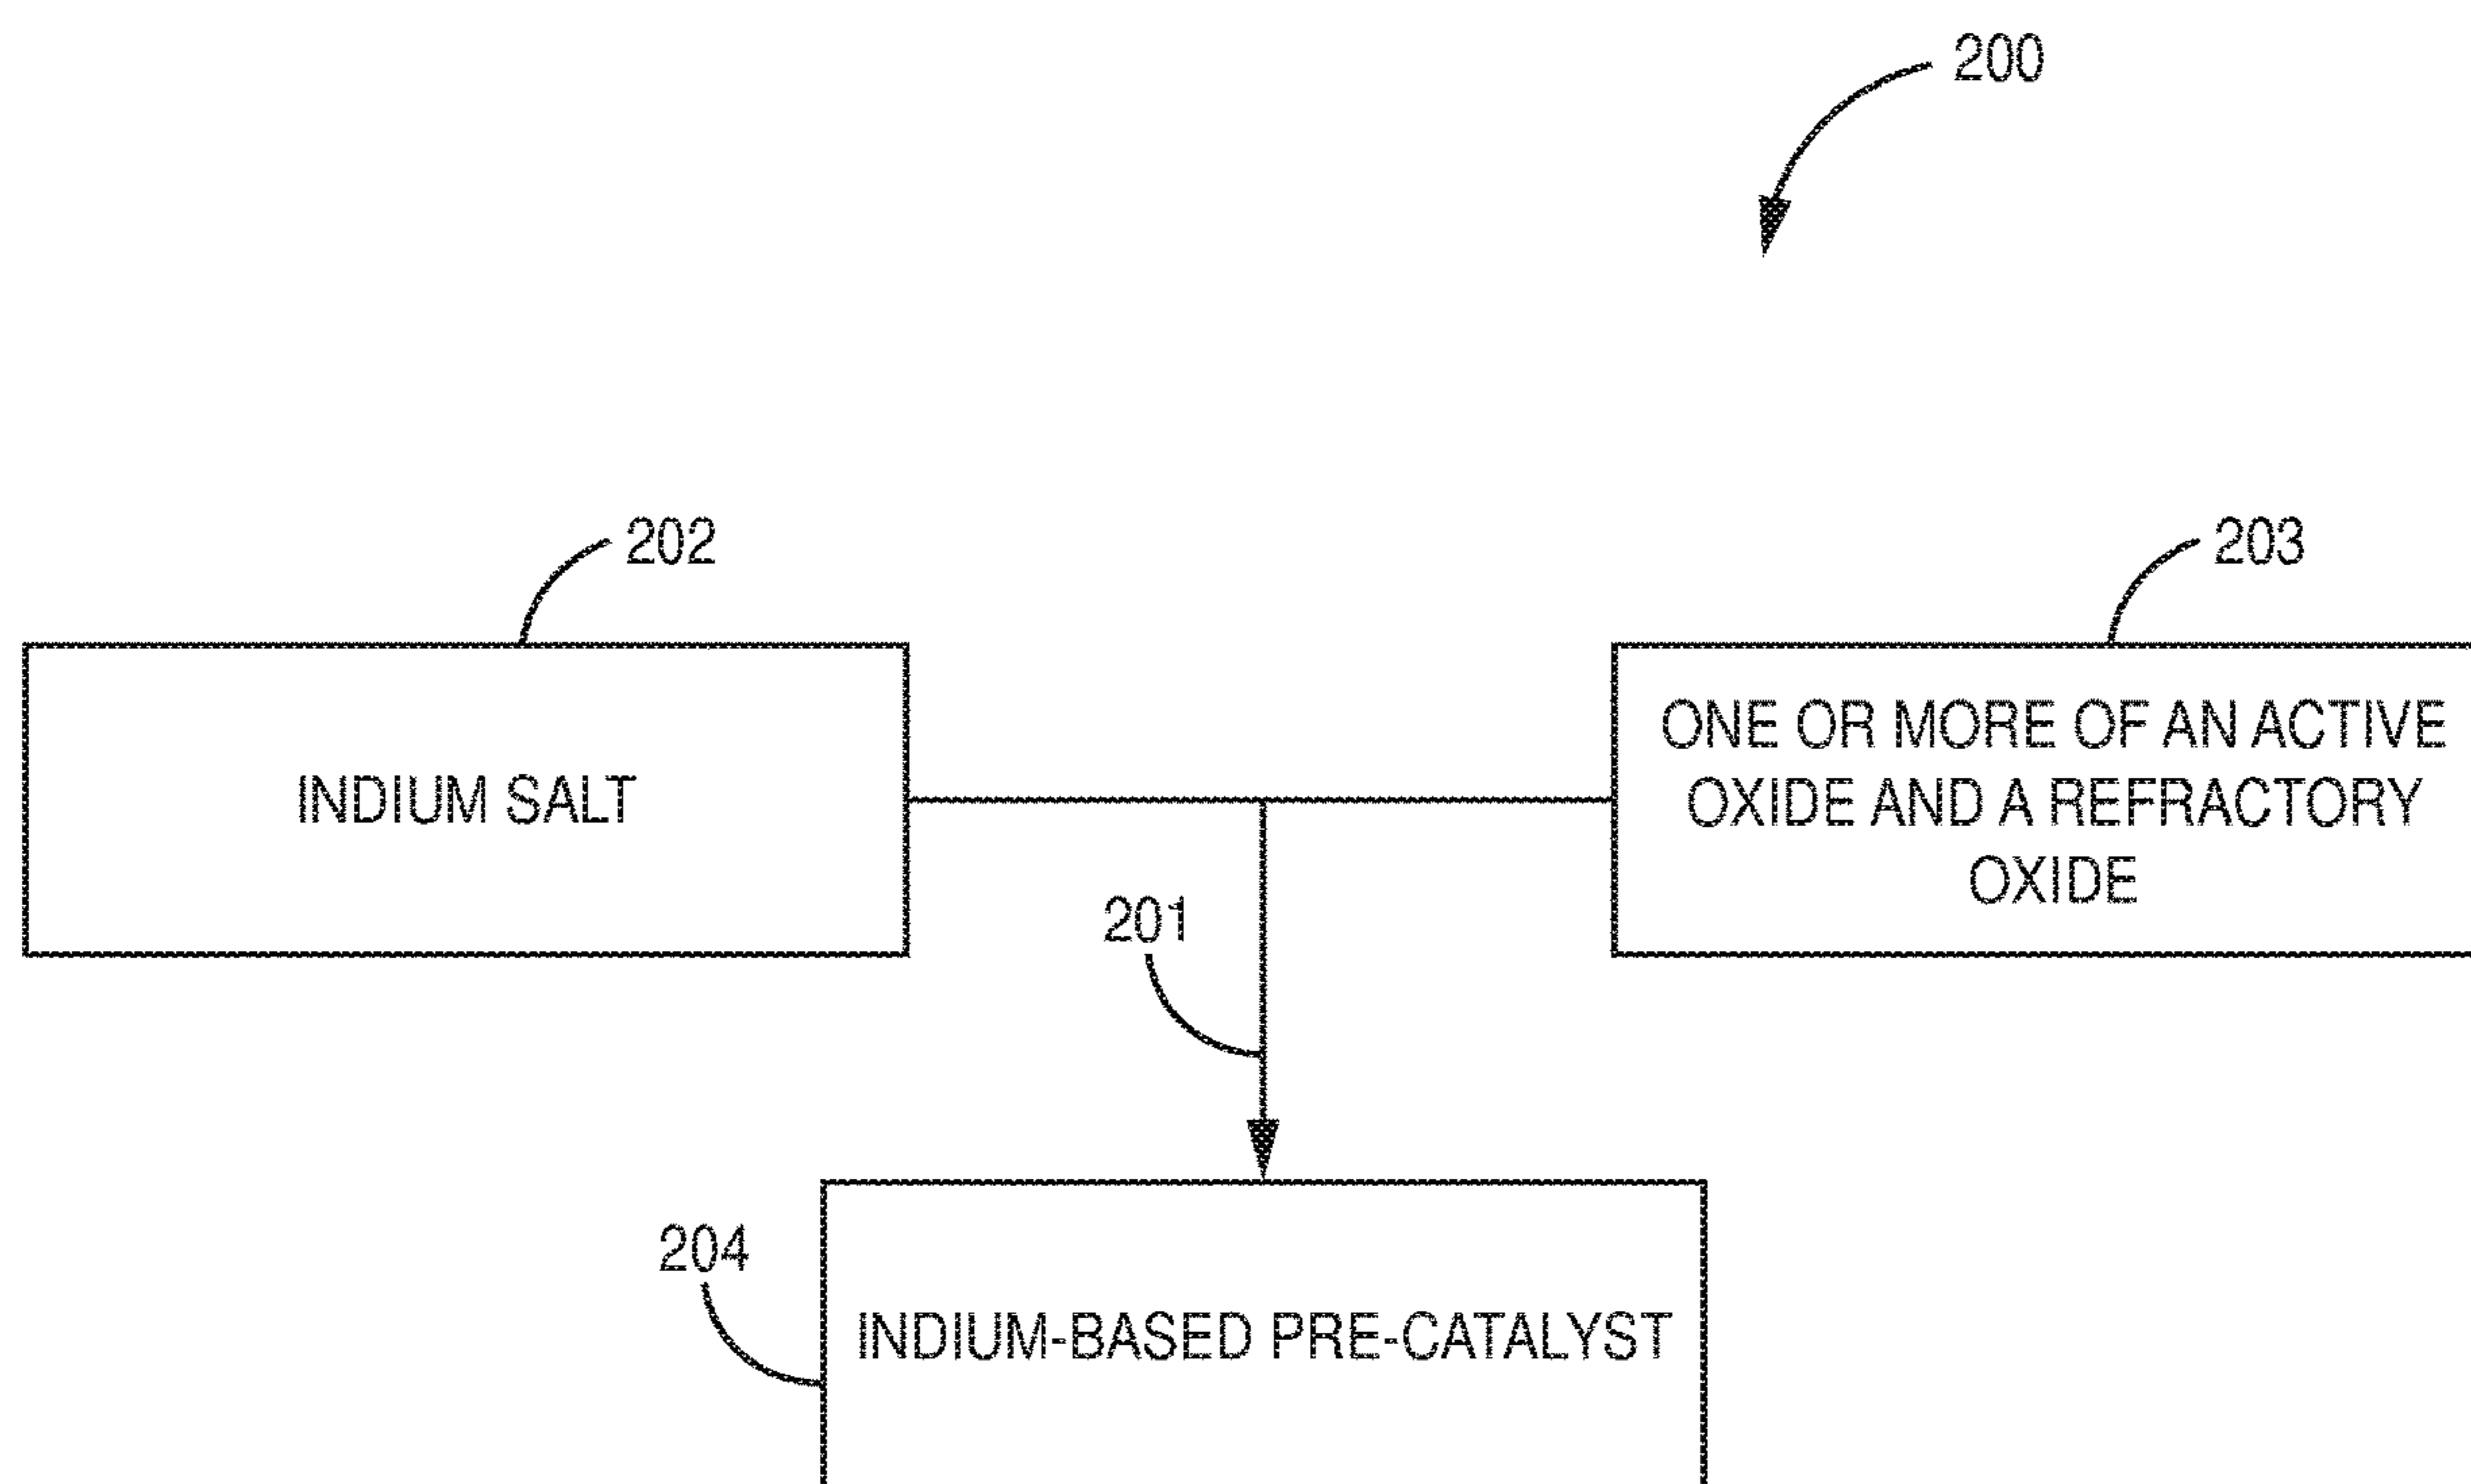 200
202
203
INDIUM SALT
ONE OR MORE OF AN ACTIVE
OXIDE AND A REFRACTORY
OXIDE
201
204
INDIUM-BASED PRE-CATALYST